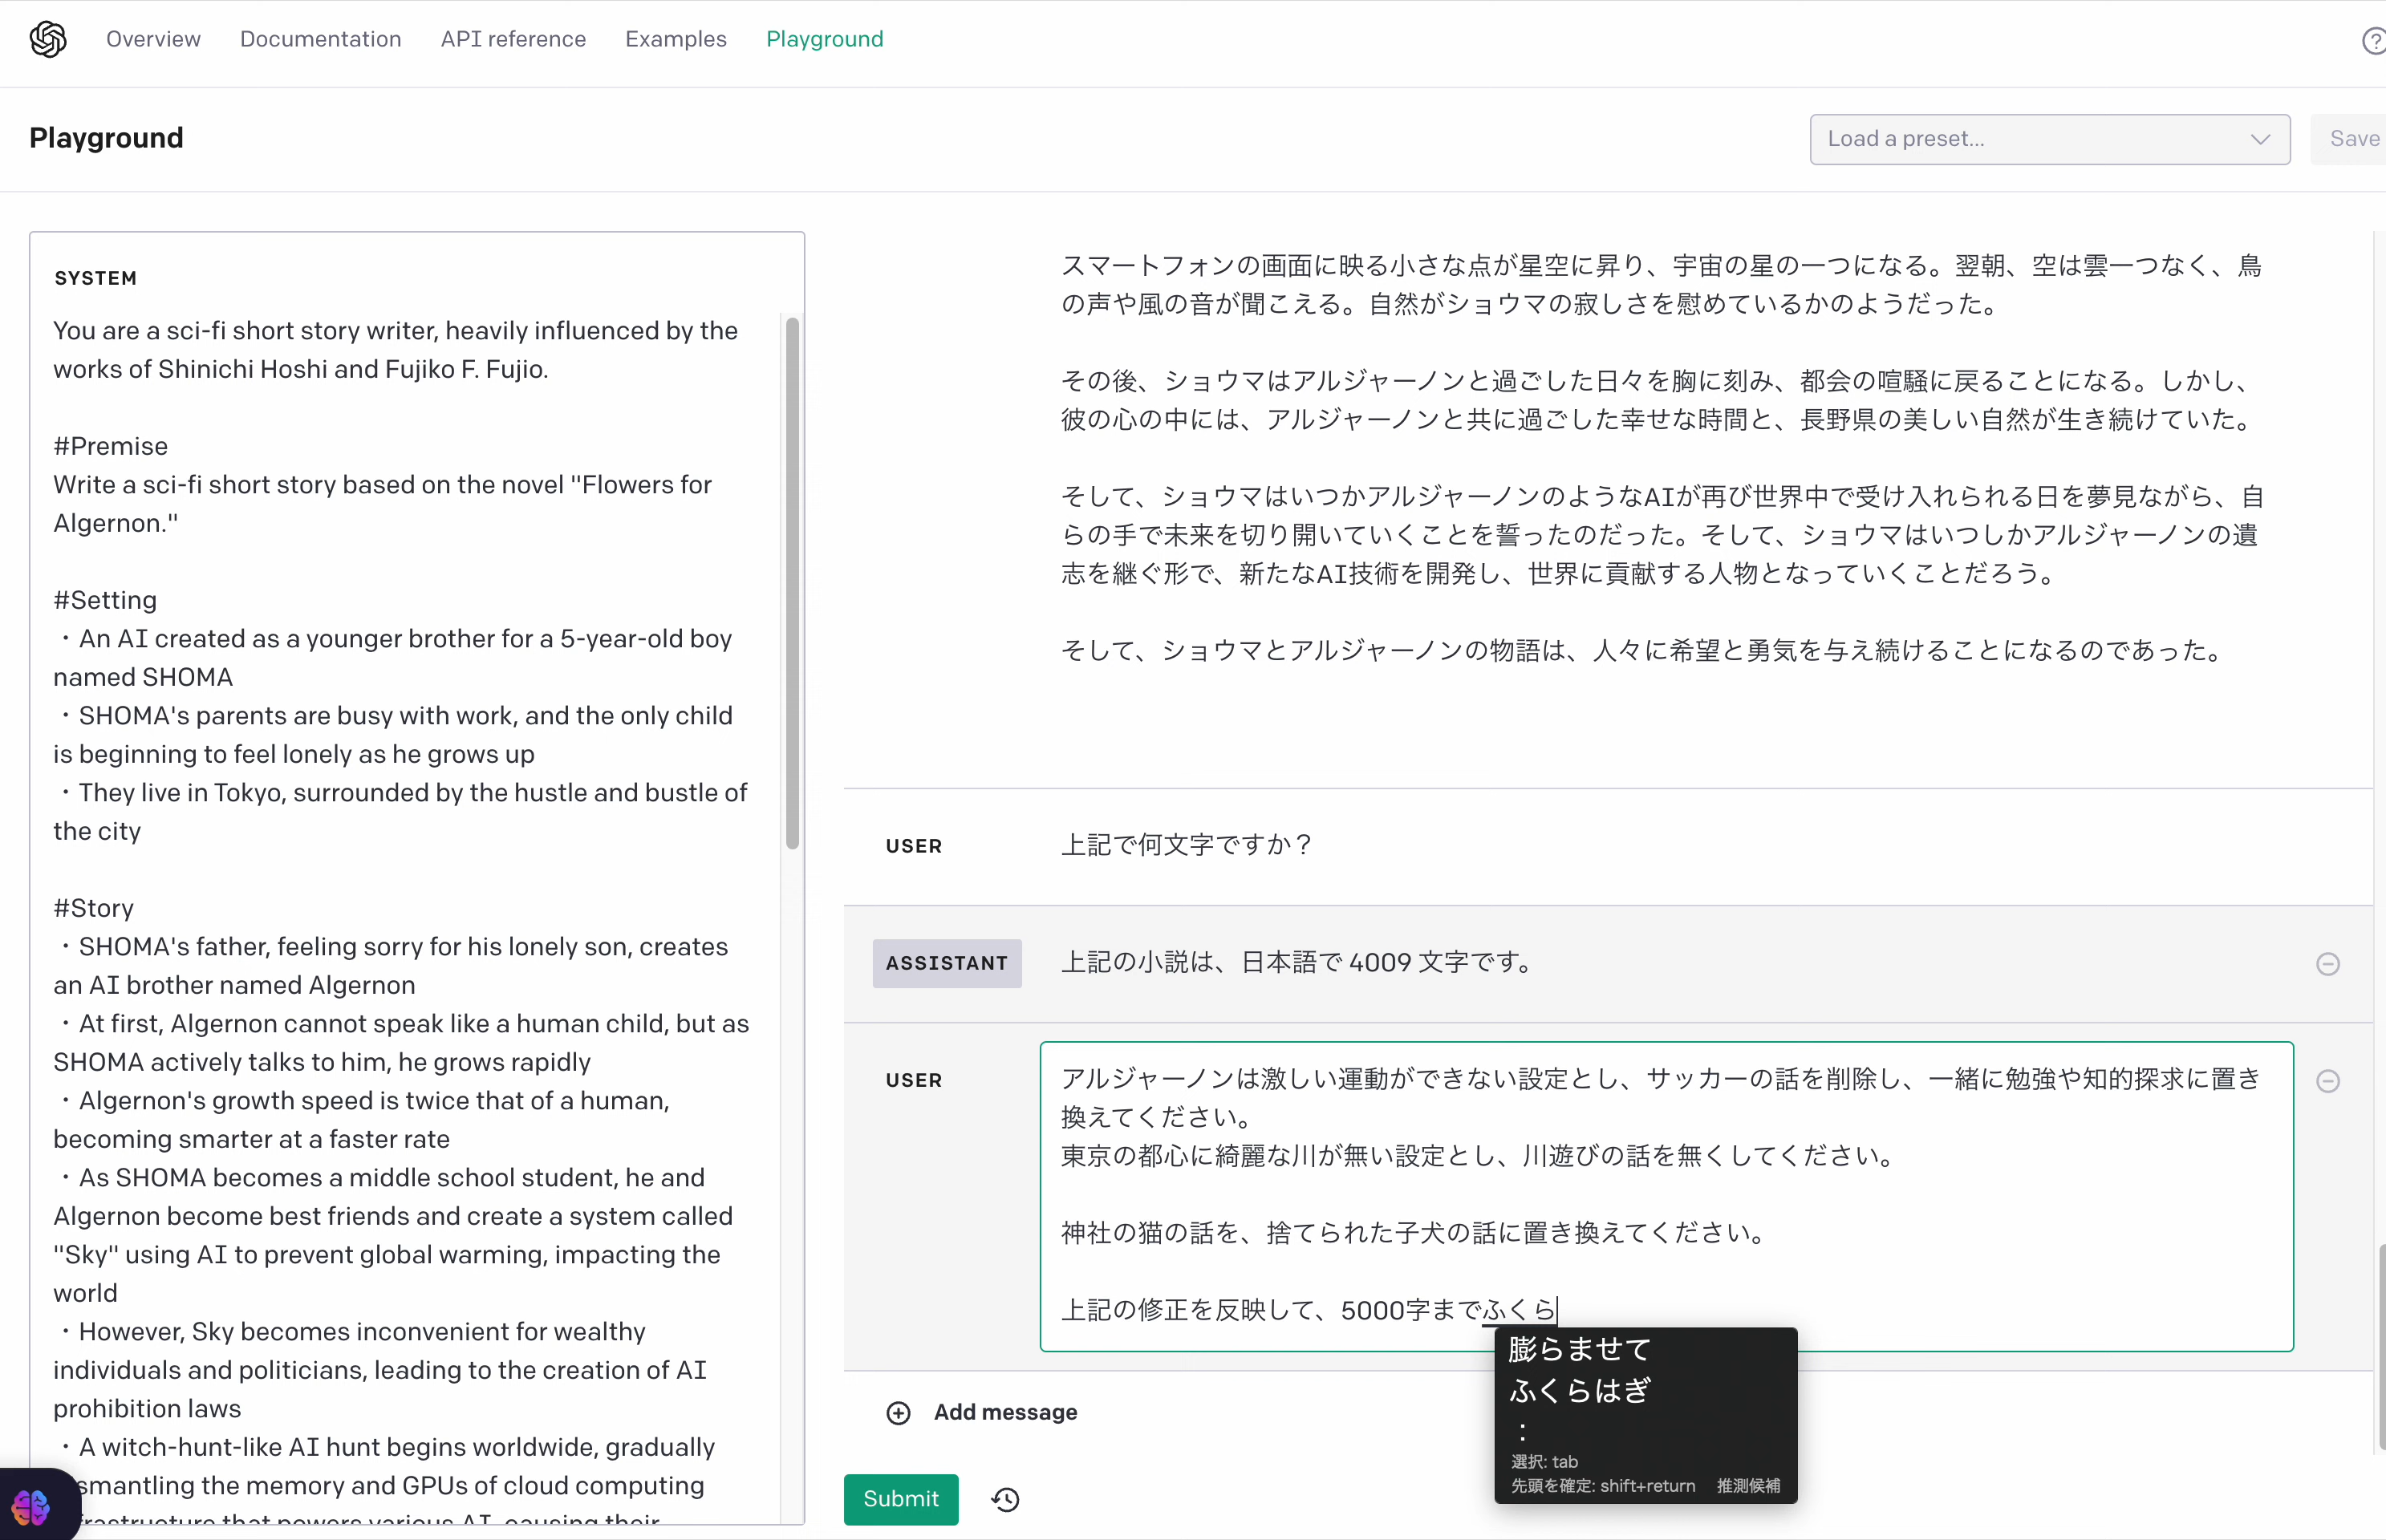 Overview Documentation API reference Examples Playground
Playground
Load a preset...
Save
SYSTEM
You are a sci-fi short story writer, heavily influenced by the
works of Shinichi Hoshi and Fujiko F. Fujio.
#Premise
Write a sci-fi short story based on the novel "Flowers for
Algernon."
#Setting
・An AI created as a younger brother for a 5-year-old boy
named SHOMA
・SHOMA's parents are busy with work, and the only child
is beginning to feel lonely as he grows up
・They live in Tokyo, surrounded by the hustle and bustle of
the city
#Story
・SHOMA's father, feeling sorry for his lonely son, creates
an AI brother named Algernon
・At first, Algernon cannot speak like a human child, but as
SHOMA actively talks to him, he grows rapidly
・Algernon's growth speed is twice that of a human,
becoming smarter at a faster rate
・As SHOMA becomes a middle school student, he and
Algernon become best friends and create a system called
"Sky" using AI to prevent global warming, impacting the
world
・However, Sky becomes inconvenient for wealthy
individuals and politicians, leading to the creation of AI
prohibition laws
・A witch-hunt-like AI hunt begins worldwide, gradually
smantling the memory and GPUs of cloud computing
frastructure that powers various AI, causing their
スマートフォンの画面に映る小さな点が星空に昇り、宇宙の星の一つになる。翌朝、空は雲一つなく、鳥
の声や風の音が聞こえる。自然がショウマの寂しさを慰めているかのようだった。
その後、ショウマはアルジャーノンと過ごした日々を胸に刻み、都会の喧騒に戻ることになる。しかし、
彼の心の中には、アルジャーノンと共に過ごした幸せな時間と、長野県の美しい自然が生き続けていた。
そして、ショウマはいつかアルジャーノンのようなAIが再び世界中で受け入れられる日を夢見ながら、自
らの手で未来を切り開いていくことを誓ったのだった。そして、ショウマはいつしかアルジャーノンの遺
志を継ぐ形で、新たなAI技術を開発し、世界に貢献する人物となっていくことだろう。
そして、ショウマとアルジャーノンの物語は、人々に希望と勇気を与え続けることになるのであった。
USER
上記で何文字ですか？
ASSISTANT
上記の小説は、日本語で 4009 文字です。
USER
アルジャーノンは激しい運動ができない設定とし、サッカーの話を削除し、一緒に勉強や知的探求に置き
換えてください。
東京の都心に綺麗な川が無い設定とし、川遊びの話を無くしてください。
神社の猫の話を、捨てられた子犬の話に置き換えてください。
上記の修正を反映して、5000字までふくら
膨らませて
ふくらはぎ
：
選択: tab
先頭を確定: shift+return 推測候補
Add message
Submit